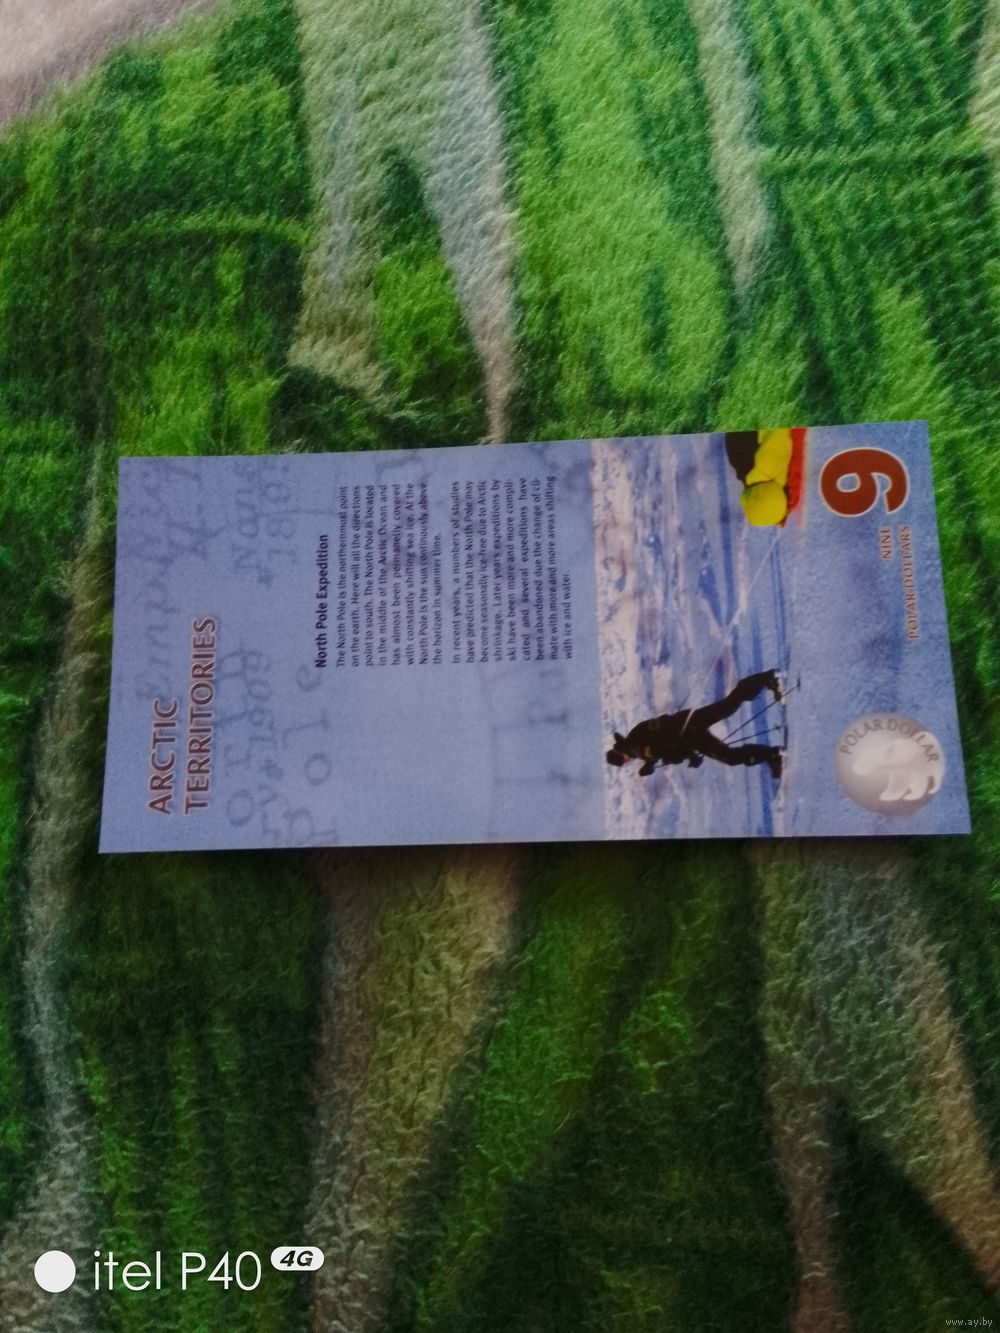 ARCTIC
TERRITORIES
North Pole Expedition
The North Pole is the northernmost point
on the earth. Here will all the directions
point to south. The North Pole is located
in the middle of the Arctic Ocean and
has almost been permanetly covered
with constantly shifting sea ice. At the
North Pole is the sun continously above
the horizon in summer time.
In recent years, a numbers of studies
have predicted that the North Pole may
become seasonally ice-free due to Arctic
shrinkage. Later years expeditions by
ski have been more and more compli-
cated and several expeditions have
been abandoned due the change of cli-
mate with more and more areas shifting
with ice and water.
9
NINE
POLAR DOLLARS
POLAR DOLLAR
itel P40 4G
www.ay.by